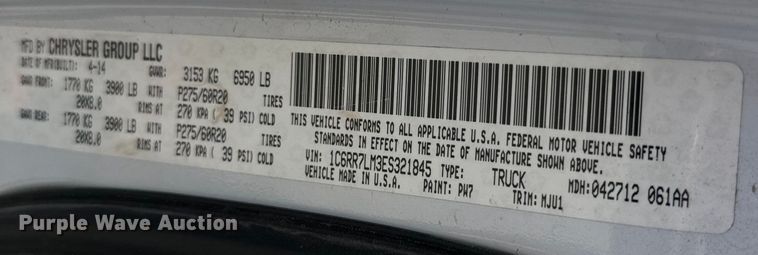 MFD BY CHRYSLER GROUP LLC
DATE OF MFR(BUILT): 4-14 GVWR: 3153 KG 6950 LB
GAWR FRONT: 1770 KG 3900 LB WITH P275/60R20 TIRES
20X8.0 RIMS AT 270 KPA ( 39 PSI) COLD
GAWR REAR: 1770 KG 3900 LB WITH P275/60R20 TIRES
20X8.0 RIMS AT 270 KPA ( 39 PSI) COLD
THIS VEHICLE CONFORMS TO ALL APPLICABLE U.S.A. FEDERAL MOTOR VEHICLE SAFETY
STANDARDS IN EFFECT ON THE DATE OF MANUFACTURE SHOWN ABOVE.
VIN: 1C6RR7LM3ES321845 TYPE: TRUCK MDH: 042712 061AA
VEHICLE MADE IN U.S.A. PAINT: PW7 TRIM: MJU1
Purple Wave Auction